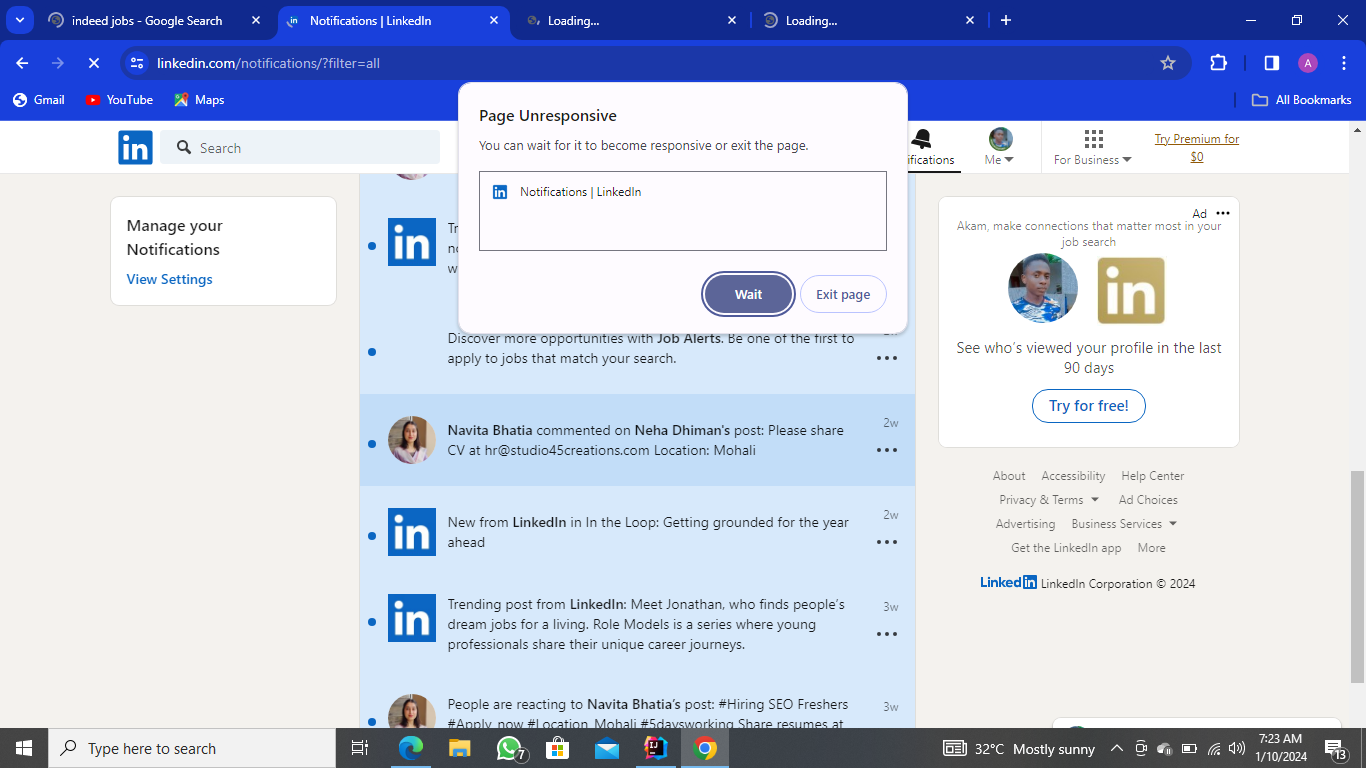 indeed jobs - Google Search
Notifications | LinkedIn
Loading...
Loading...
linkedin.com/notifications/?filter=all
A
Gmail
YouTube
Maps
All Bookmarks
in
Search
ifications
Me
For Business
Try Premium for
$0
Page Unresponsive
You can wait for it to become responsive or exit the page.
Notifications | LinkedIn
Wait
Exit page
Manage your
Notifications
View Settings
Discover more opportunities with Job Alerts. Be one of the first to
apply to jobs that match your search.
Navita Bhatia commented on Neha Dhiman's post: Please share
CV at hr@studio45creations.com Location: Mohali
2w
New from LinkedIn in In the Loop: Getting grounded for the year
ahead
2w
Trending post from LinkedIn: Meet Jonathan, who finds people's
dream jobs for a living. Role Models is a series where young
professionals share their unique career journeys.
3w
People are reacting to Navita Bhatia's post: #Hiring SEO Freshers
#Apply_now #Location_Mohali #5daysworking Share resumes at
3w
Ad
Akam, make connections that matter most in your
job search
See who's viewed your profile in the last
90 days
Try for free!
About Accessibility Help Center
Privacy & Terms Ad Choices
Advertising Business Services
Get the LinkedIn app More
LinkedIn LinkedIn Corporation © 2024
Type here to search
7
32°C Mostly sunny
7:23 AM
1/10/2024
13